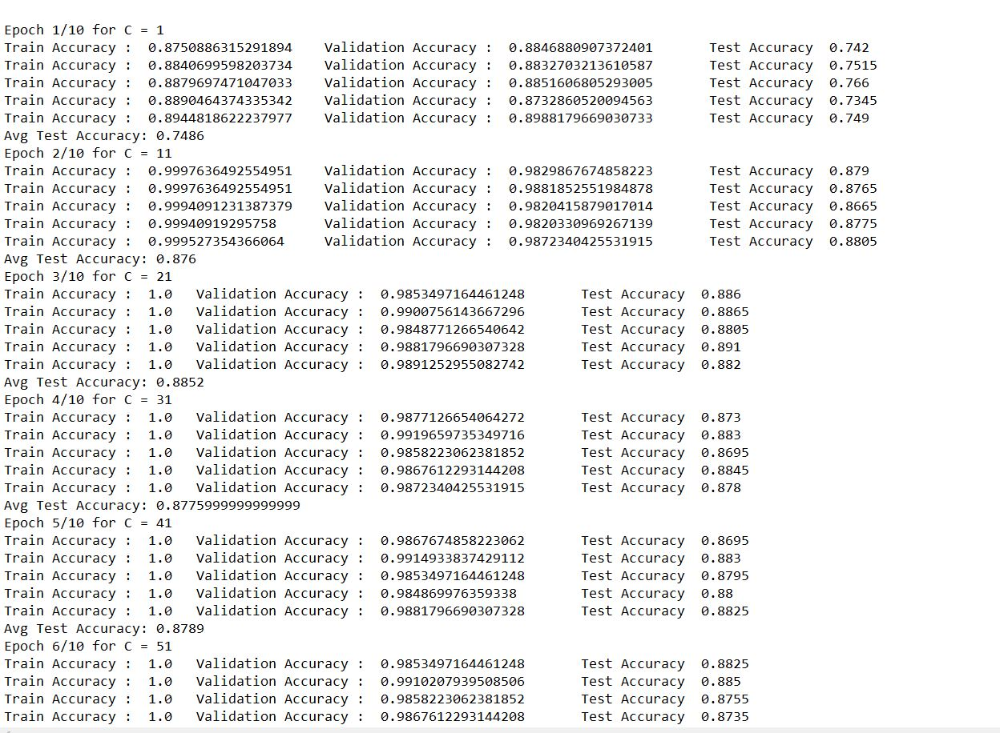 Epoch 1/10 for C = 1
Train Accuracy : 0.8750886315291894 Validation Accuracy : 0.8846880907372401 Test Accuracy 0.742
Train Accuracy : 0.8840699598203734 Validation Accuracy : 0.8832703213610587 Test Accuracy 0.7515
Train Accuracy : 0.8879697471047033 Validation Accuracy : 0.8851606805293005 Test Accuracy 0.766
Train Accuracy : 0.8890464374335342 Validation Accuracy : 0.8732860520094563 Test Accuracy 0.7345
Train Accuracy : 0.8944818622237977 Validation Accuracy : 0.8988179669030733 Test Accuracy 0.749
Avg Test Accuracy: 0.7486
Epoch 2/10 for C = 11
Train Accuracy : 0.9997636492554951 Validation Accuracy : 0.9829867674858223 Test Accuracy 0.879
Train Accuracy : 0.9997636492554951 Validation Accuracy : 0.9881852551984878 Test Accuracy 0.8765
Train Accuracy : 0.9994091231387379 Validation Accuracy : 0.9820415879017014 Test Accuracy 0.8665
Train Accuracy : 0.99940919295758 Validation Accuracy : 0.9820330969267139 Test Accuracy 0.8775
Train Accuracy : 0.999527354366064 Validation Accuracy : 0.9872340425531915 Test Accuracy 0.8805
Avg Test Accuracy: 0.876
Epoch 3/10 for C = 21
Train Accuracy : 1.0 Validation Accuracy : 0.9853497164461248 Test Accuracy 0.886
Train Accuracy : 1.0 Validation Accuracy : 0.9900756143667296 Test Accuracy 0.8865
Train Accuracy : 1.0 Validation Accuracy : 0.9848771266540642 Test Accuracy 0.8805
Train Accuracy : 1.0 Validation Accuracy : 0.9881796690307328 Test Accuracy 0.891
Train Accuracy : 1.0 Validation Accuracy : 0.9891252955082742 Test Accuracy 0.882
Avg Test Accuracy: 0.8852
Epoch 4/10 for C = 31
Train Accuracy : 1.0 Validation Accuracy : 0.9877126654064272 Test Accuracy 0.873
Train Accuracy : 1.0 Validation Accuracy : 0.9919659735349716 Test Accuracy 0.883
Train Accuracy : 1.0 Validation Accuracy : 0.9858223062381852 Test Accuracy 0.8695
Train Accuracy : 1.0 Validation Accuracy : 0.9867612293144208 Test Accuracy 0.8845
Train Accuracy : 1.0 Validation Accuracy : 0.9872340425531915 Test Accuracy 0.878
Avg Test Accuracy: 0.8775999999999999
Epoch 5/10 for C = 41
Train Accuracy : 1.0 Validation Accuracy : 0.9867674858223062 Test Accuracy 0.8695
Train Accuracy : 1.0 Validation Accuracy : 0.9914933837429112 Test Accuracy 0.883
Train Accuracy : 1.0 Validation Accuracy : 0.9853497164461248 Test Accuracy 0.8795
Train Accuracy : 1.0 Validation Accuracy : 0.984869976359338 Test Accuracy 0.88
Train Accuracy : 1.0 Validation Accuracy : 0.9881796690307328 Test Accuracy 0.8825
Avg Test Accuracy: 0.8789
Epoch 6/10 for C = 51
Train Accuracy : 1.0 Validation Accuracy : 0.9853497164461248 Test Accuracy 0.8825
Train Accuracy : 1.0 Validation Accuracy : 0.9910207939508506 Test Accuracy 0.885
Train Accuracy : 1.0 Validation Accuracy : 0.9858223062381852 Test Accuracy 0.8755
Train Accuracy : 1.0 Validation Accuracy : 0.9867612293144208 Test Accuracy 0.8735